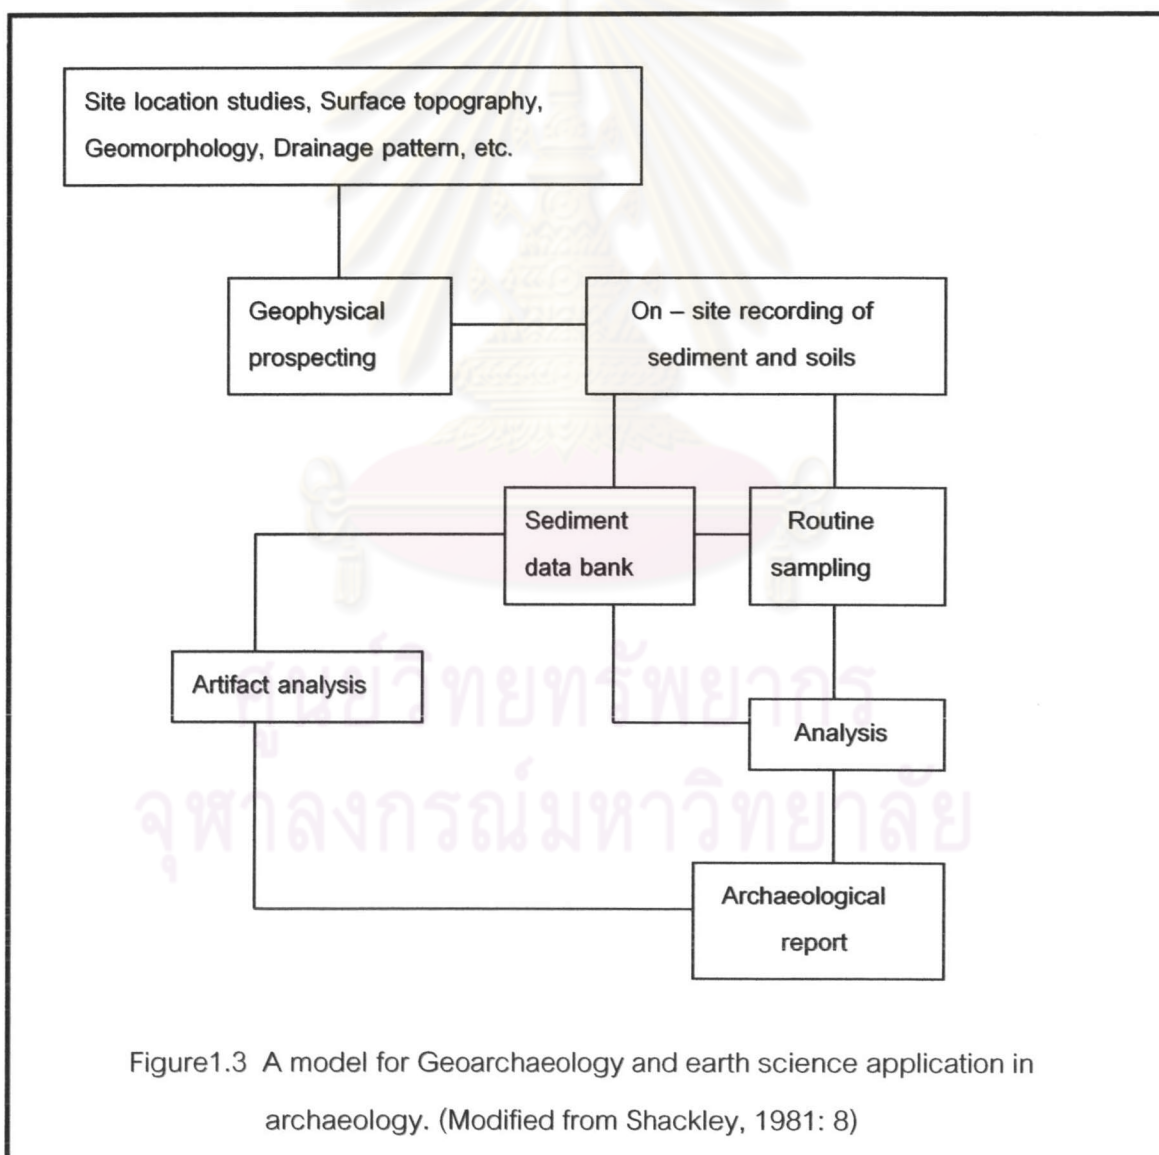 Site location studies, Surface topography,
Geomorphology, Drainage pattern, etc.
Geophysical
prospecting
On – site recording of
sediment and soils
Sediment
data bank
Routine
sampling
Artifact analysis
Analysis
Archaeological
report
ศูนย์วิทยทรัพยากร
จุฬาลงกรณ์มหาวิทยาลัย
Figure1.3 A model for Geoarchaeology and earth science application in
archaeology. (Modified from Shackley, 1981: 8)